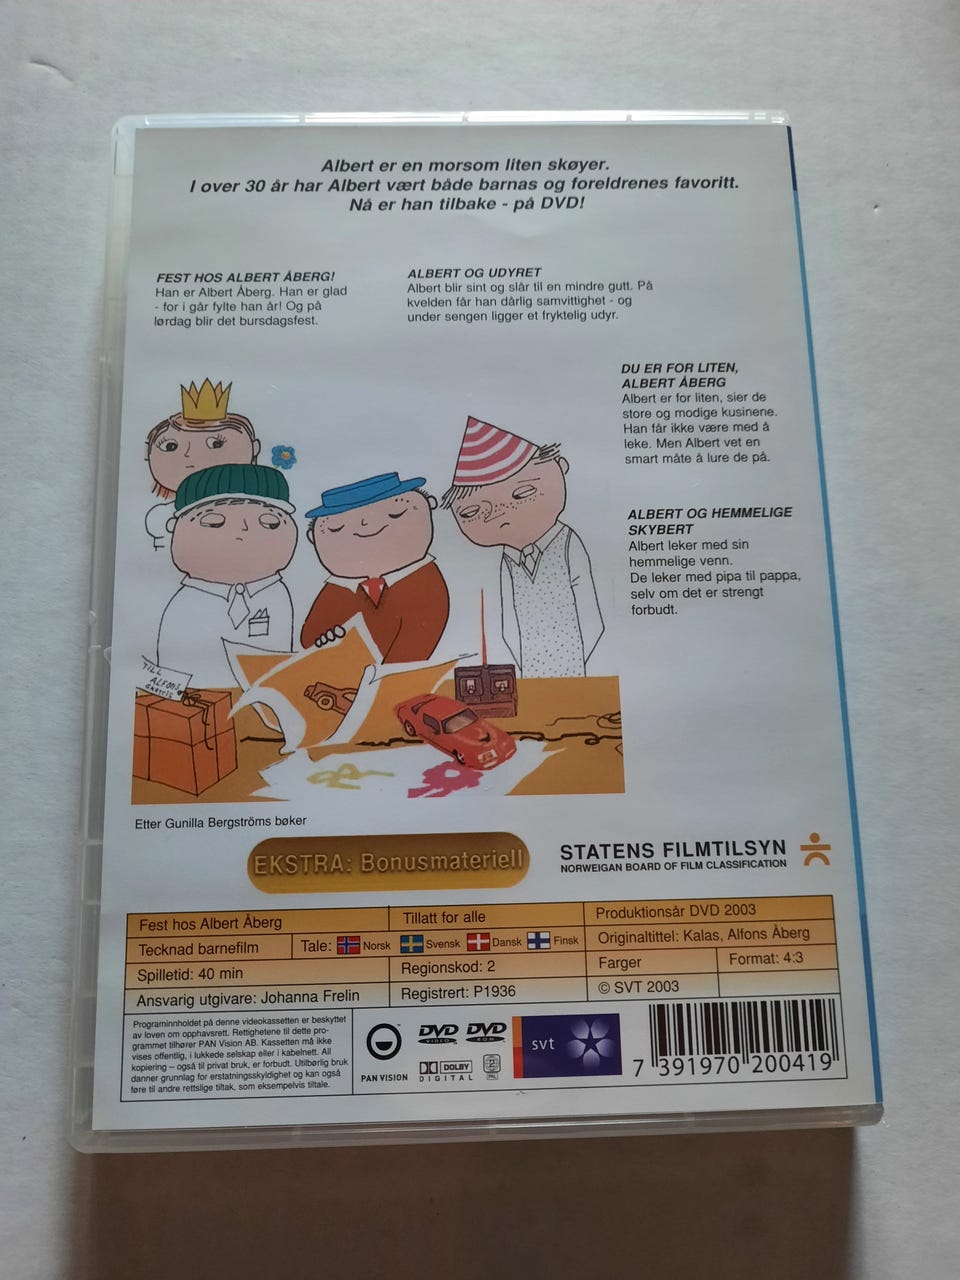 Albert er en morsom liten skøyer.
I over 30 år har Albert vært både barnas og foreldrenes favoritt.
Nå er han tilbake - på DVD!
FEST HOS ALBERT ÅBERG!
Han er Albert Åberg. Han er glad
- for i går fylte han år! Og på
lørdag blir det bursdagsfest.
ALBERT OG UDYRET
Albert blir sint og slår til en mindre gutt. På
kvelden får han dårlig samvittighet - og
under sengen ligger et fryktelig udyr.
DU ER FOR LITEN,
ALBERT ÅBERG
Albert er for liten, sier de
store og modige kusinene.
Han får ikke være med å
leke. Men Albert vet en
smart måte å lure de på.
ALBERT OG HEMMELIGE
SKYBERT
Albert leker med sin
hemmelige venn.
De leker med pipa til pappa,
selv om det er strengt
forbudt.
TILL
ALFONS
GRATTIS
Etter Gunilla Bergströms bøker
EKSTRA: Bonusmateriell
STATENS FILMTILSYN
NORWEIGAN BOARD OF FILM CLASSIFICATION
Fest hos Albert Åberg
Tillatt for alle
Produktionsår DVD 2003
Tecknad barnefilm
Tale: Norsk Svensk Dansk Finsk
Originaltittel: Kalas, Alfons Åberg
Spilletid: 40 min
Regionskod: 2
Farger
Format: 4:3
Ansvarig utgivare: Johanna Frelin
Registrert: P1936
© SVT 2003
Programinnholdet på denne videokassetten er beskyttet
av loven om opphavsrett. Rettighetene til dette pro-
grammet tilhører PAN Vision AB. Kassetten må ikke
vises offentlig, i lukkede selskap eller i kabelnett. All
kopiering – også til privat bruk, er forbudt. Utilbørlig bruk
danner grunnlag for erstatningsskyldighet og kan også
føre til andre rettslige tiltak, som eksempelvis tiltale.
PAN VISION
DVD VIDEO
DVD ROM
DOLBY
DIGITAL
PAL
svt
7 391970 200419